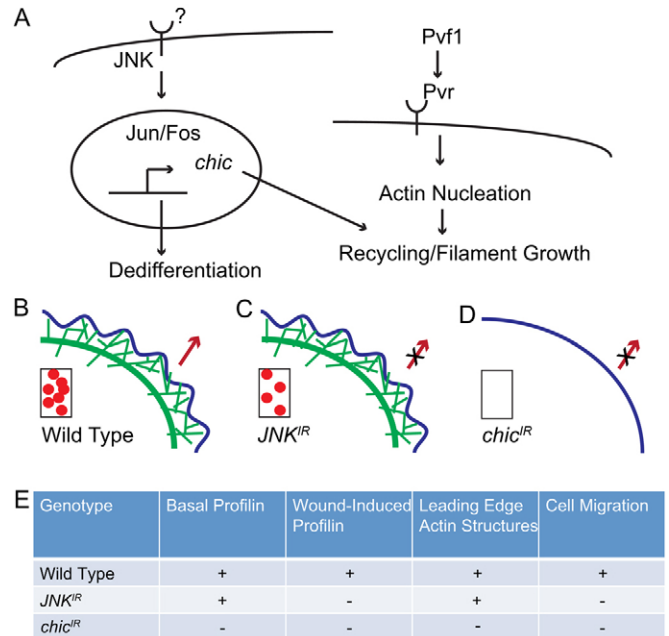 A
?
JNK
Jun/Fos
chic
Dedifferentiation
Pvf1
Pvr
Actin Nucleation
Recycling/Filament Growth
B
Wild Type
C
JNKIR
D
chicIR
E
Genotype Basal Profilin Wound-Induced Leading Edge Cell Migration
Profilin Actin Structures
Wild Type + + + +
JNKIR + - + -
chicIR - - - -